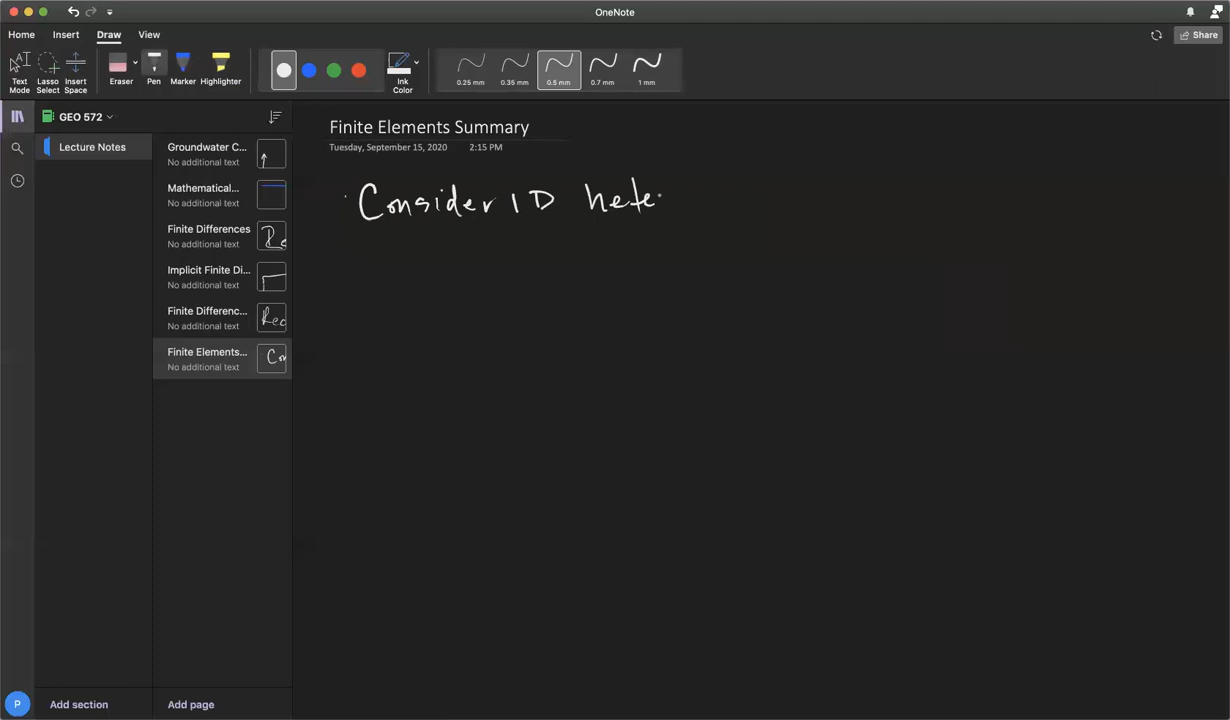 OneNote
Home Insert Draw View
Share
Text Mode
Lasso Select
Insert Space
Eraser
Pen
Marker
Highlighter
Ink Color
0.25 mm
0.35 mm
0.5 mm
0.7 mm
1 mm
GEO 572
Lecture Notes
Groundwater C...
No additional text
Mathematical...
No additional text
Finite Differences
No additional text
Implicit Finite Di...
No additional text
Finite Differenc...
No additional text
Finite Elements...
No additional text
Finite Elements Summary
Tuesday, September 15, 2020 2:15 PM
Consider 1D hete
P
Add section
Add page